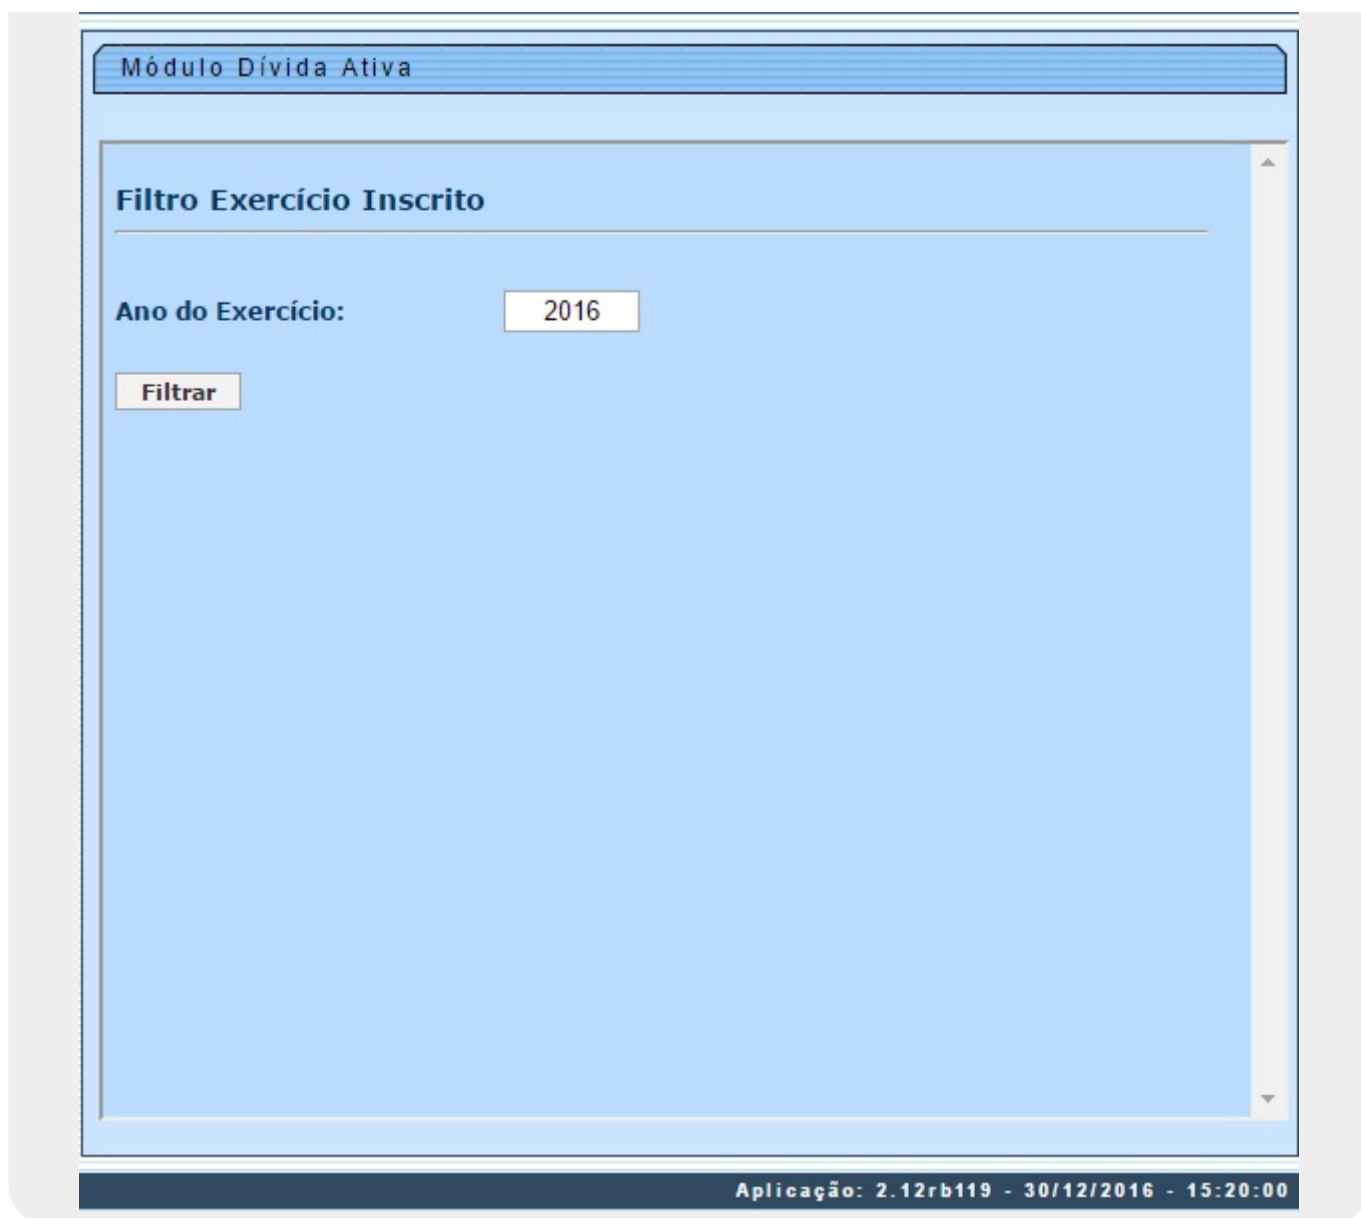 Módulo Dívida Ativa
Filtro Exercício Inscrito
Ano do Exercício: 2016
Filtrar
Aplicação: 2.12rb119 - 30/12/2016 - 15:20:00